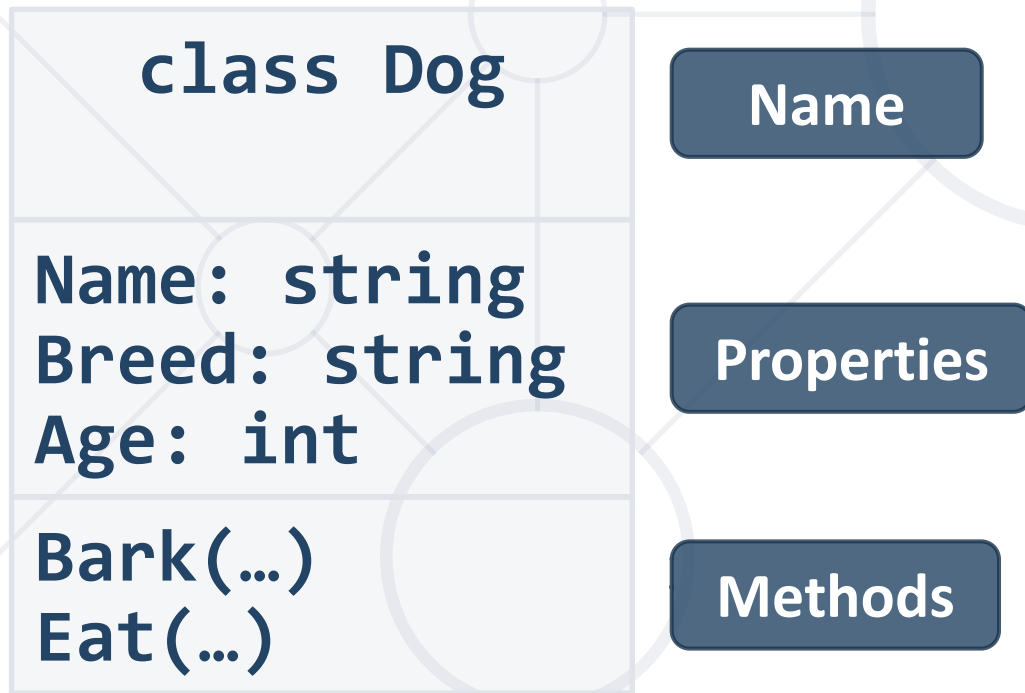 class Dog
Name
Name: string
Breed: string
Age: int
Properties
Bark(…)
Eat(…)
Methods